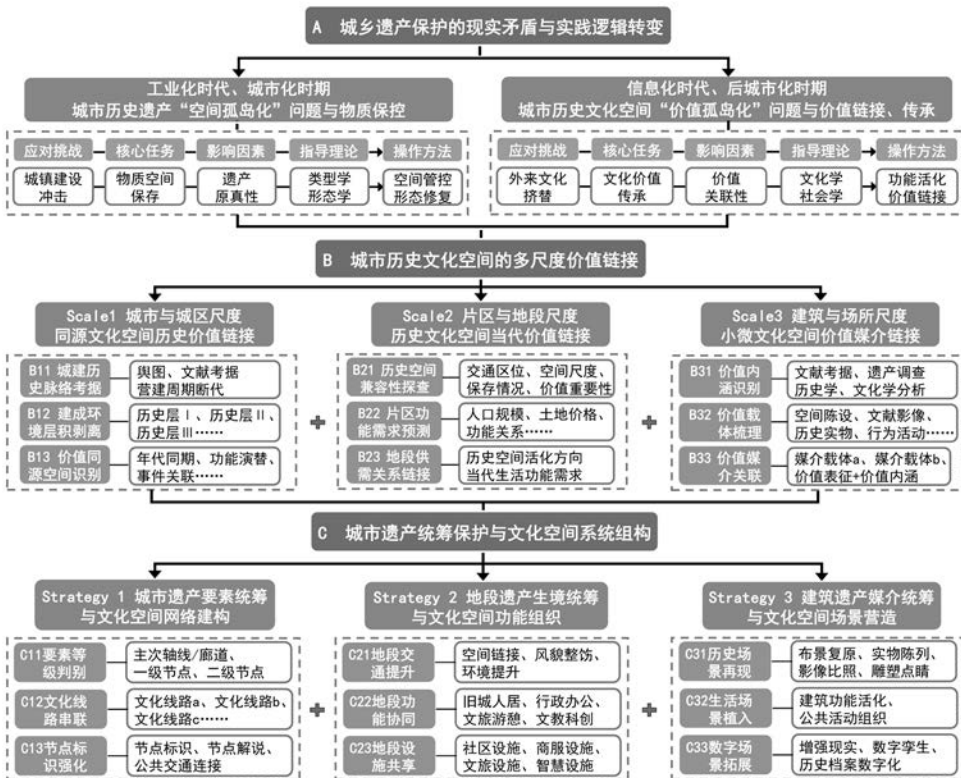 A 城乡遗产保护的现实矛盾与实践逻辑转变
工业化时代、城市化时期
城市历史遗产“空间孤岛化”问题与物质保控
应对挑战 核心任务 影响因素 指导理论 操作方法
城镇建设 物质空间 遗产 类型学 空间管控
冲击 保存 原真性 形态学 形态修复
信息化时代、后城市化时期
城市历史文化空间“价值孤岛化”问题与价值链接、传承
应对挑战 核心任务 影响因素 指导理论 操作方法
外来文化 文化价值 价值 文化学 功能活化
挤替 传承 关联性 社会学 价值链接
B 城市历史文化空间的多尺度价值链接
Scale1 城市与城区尺度
同源文化空间历史价值链接
B11 城建历
史脉络考据
舆图、文献考据
营建周期断代
B12 建成环
境层积剥离
历史层Ⅰ、历史层Ⅱ、
历史层Ⅲ……
B13 价值同
源空间识别
年代同期、功能演替、
事件关联……
Scale2 片区与地段尺度
历史文化空间当代价值链接
B21 历史空间
兼容性探查
交通区位、空间尺度、
保存情况、价值重要性
B22 片区功
能需求预测
人口规模、土地价格、
功能关系……
B23 地段供
需关系链接
历史空间活化方向
当代生活功能需求
Scale3 建筑与场所尺度
小微文化空间价值媒介链接
B31 价值内
涵识别
文献考据、遗产调查
历史学、文化学分析
B32 价值载
体梳理
空间陈设、文献影像、
历史实物、行为活动……
B33 价值媒
介关联
媒介载体a、媒介载体b、
价值表征+价值内涵
C 城市遗产统筹保护与文化空间系统组构
Strategy 1 城市遗产要素统筹
与文化空间网络建构
C11要素等
级判别
主次轴线/廊道、
一级节点、二级节点
C12文化线
路串联
文化线路a、文化线路b、
文化线路c……
C13节点标
识强化
节点标识、节点解说、
公共交通连接
Strategy 2 地段遗产生境统筹
与文化空间功能组织
C21地段交
通提升
空间链接、风貌整饬、
环境提升
C22地段功
能协同
旧城人居、行政办公、
文旅游憩、文教科创
C23地段设
施共享
社区设施、商服设施、
文旅设施、智慧设施
Strategy 3 建筑遗产媒介统筹
与文化空间场景营造
C31历史场
景再现
布景复原、实物陈列、
影像比照、雕塑点睛
C32生活场
景植入
建筑功能活化、
公共活动组织
C33数字场
景拓展
增强现实、数字孪生、
历史档案数字化